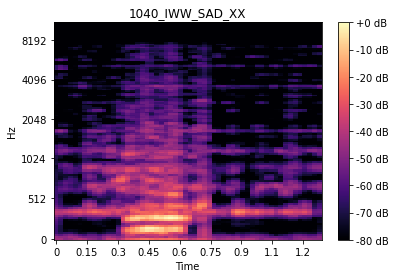 1040_IWW_SAD_XX
Hz
8192
4096
2048
1024
512
0
0 0.15 0.3 0.45 0.6 0.75 0.9 1.1 1.2
Time
+0 dB
-10 dB
-20 dB
-30 dB
-40 dB
-50 dB
-60 dB
-70 dB
-80 dB